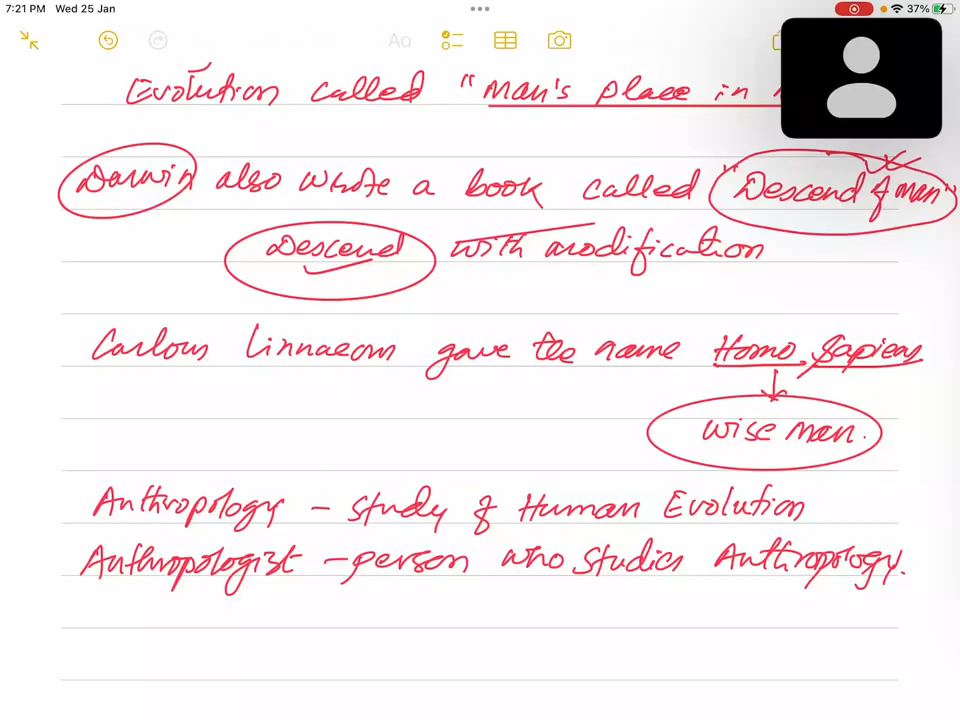 7:21 PM Wed 25 Jan
37%
Aa
Evolution called "Man's place in
Darwin also wrote a book called "Descend of man"
Descend with modification
Carlous Linnaeom gave the name Homo Sapiens
wise man.
Anthropology - study of Human Evolution
Anthropologist - person who studies Anthropology.